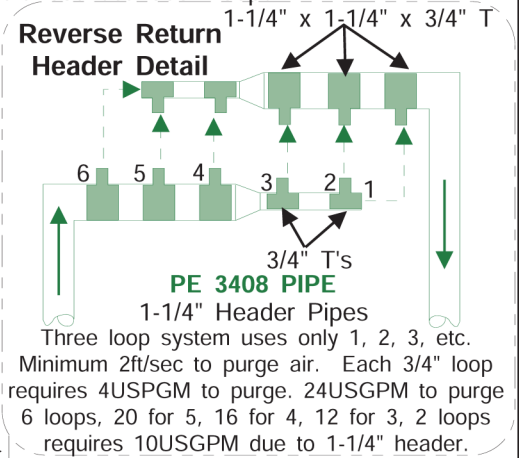 1-1/4" x 1-1/4" x 3/4" T
Reverse Return
Header Detail
6 5 4 3 2 1
3/4" T's
PE 3408 PIPE
1-1/4" Header Pipes
Three loop system uses only 1, 2, 3, etc.
Minimum 2ft/sec to purge air. Each 3/4" loop
requires 4USPGM to purge. 24USGPM to purge
6 loops, 20 for 5, 16 for 4, 12 for 3, 2 loops
requires 10USGPM due to 1-1/4" header.